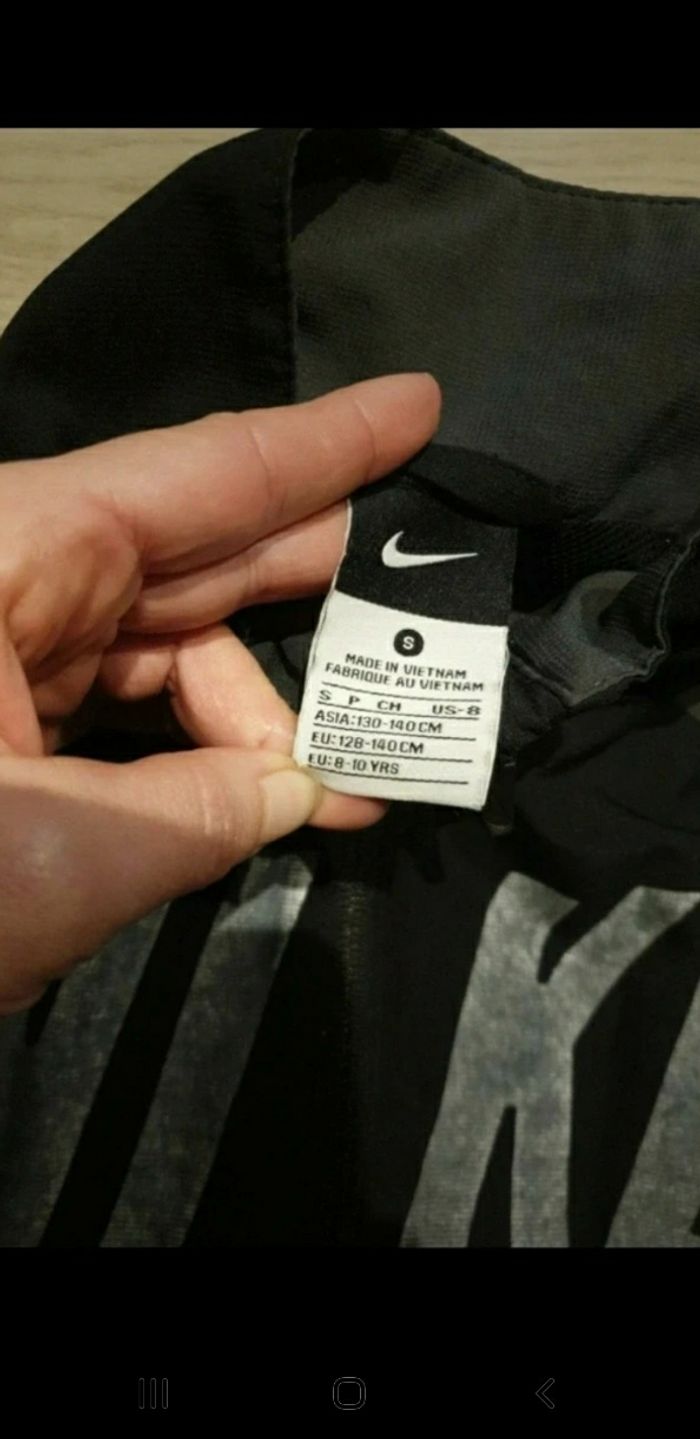 S
MADE IN VIETNAM
FABRIQUE AU VIETNAM
S P CH US-8
ASIA:130-140CM
EU:128-140CM
EU:8-10 YRS